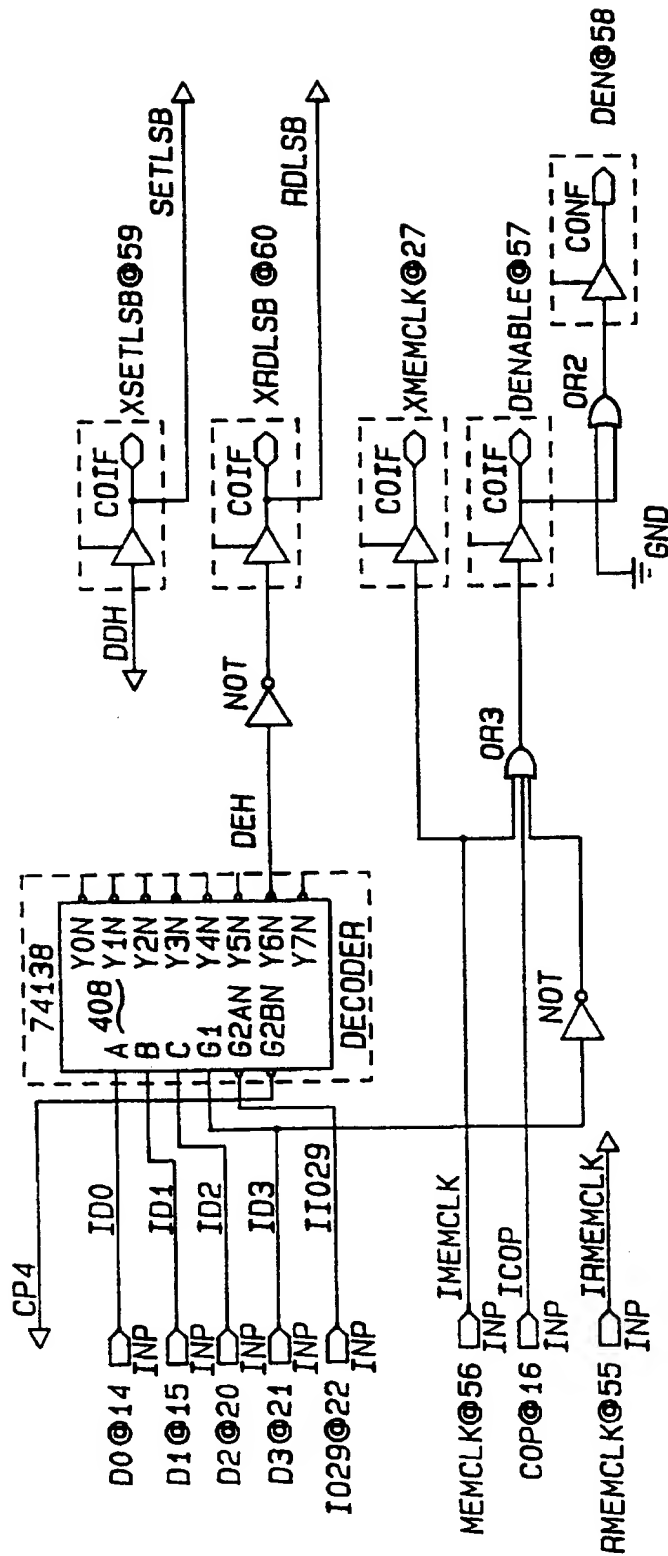 CP4
D0@14
INP
ID0
D1@15
INP
ID1
D2@20
INP
ID2
D3@21
INP
ID3
IO29@22
INP
IIO29
74138
408
A
B
C
G1
G2AN
G2BN
Y0N
Y1N
Y2N
Y3N
Y4N
Y5N
Y6N
Y7N
DECODER
DDH
COIF
XSETLSB@59
SETLSB
DEH
NOT
COIF
XRDLSB @60
RDLSB
MEMCLK@56
INP
IMEMCLK
COP@16
INP
ICOP
RMEMCLK@55
INP
IRMEMCLK
NOT
OR3
COIF
XMEMCLK@27
COIF
DENABLE@57
GND
OR2
CONF
DEN@58